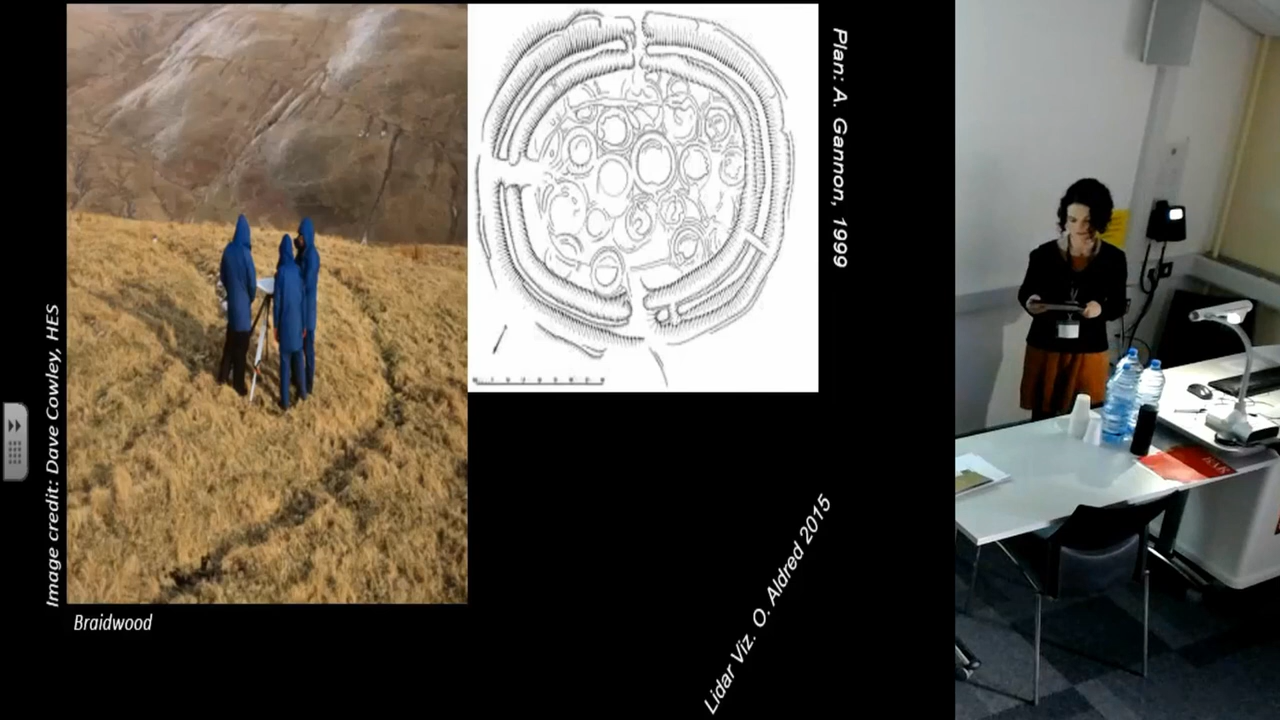 Image credit: Dave Cowley, HES
Braidwood
Plan: A. Gannon, 1999
Lidar Viz. O. Aldred 2015